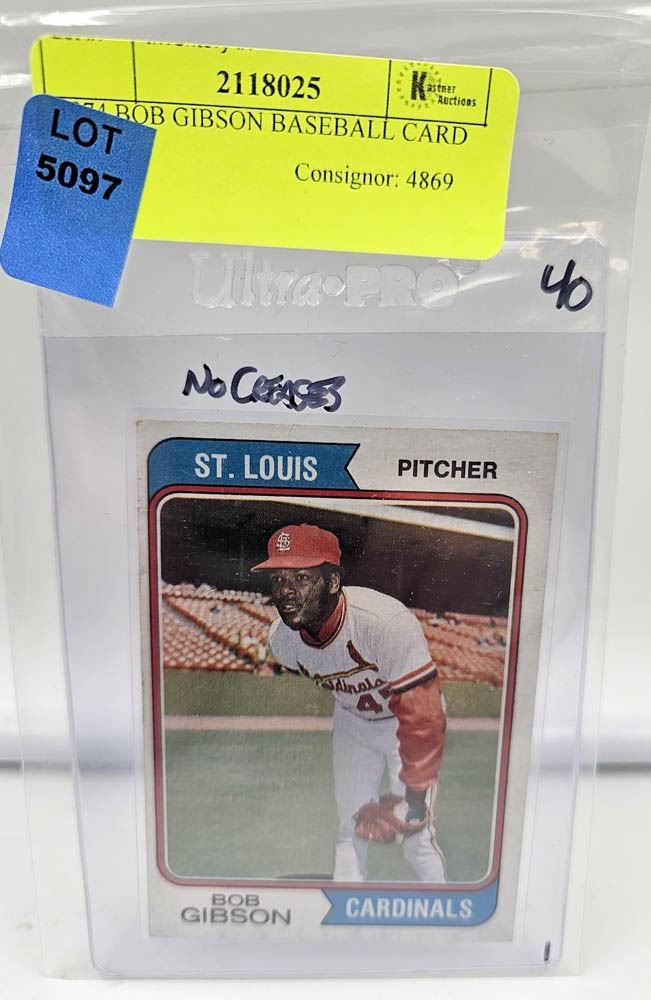 2118025
Kastner Auctions
BOB GIBSON BASEBALL CARD
LOT
5097
Consignor: 4869
Ultra·PRO
40
NO CREASES
ST. LOUIS
PITCHER
Cardinals
4
BOB
GIBSON
CARDINALS